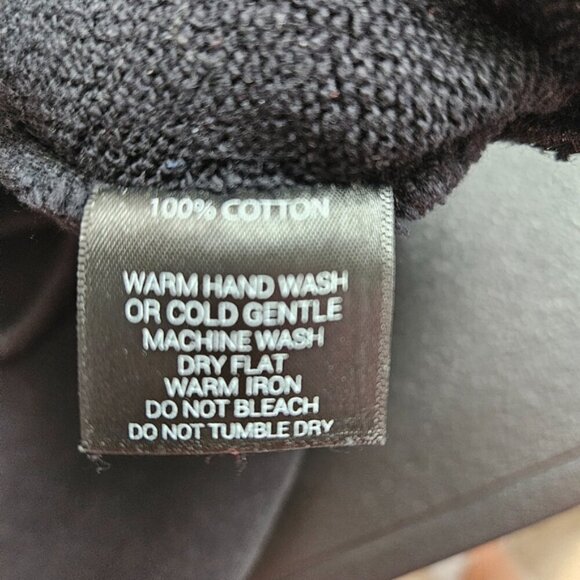 100% COTTON
WARM HAND WASH
OR COLD GENTLE
MACHINE WASH
DRY FLAT
WARM IRON
DO NOT BLEACH
DO NOT TUMBLE DRY